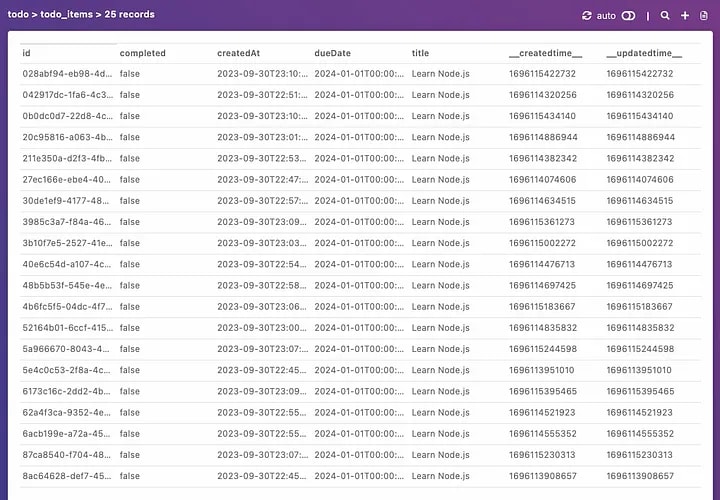 todo > todo_items > 25 records auto |
id completed createdAt dueDate title __createdtime__ __updatedtime__
028abf94-eb98-4d... false 2023-09-30T23:10:... 2024-01-01T00:00:... Learn Node.js 1696115422732 1696115422732
042917dc-1fa6-4c3... false 2023-09-30T22:51:... 2024-01-01T00:00:... Learn Node.js 1696114320256 1696114320256
0b0dc0d7-22d8-4c... false 2023-09-30T23:10:... 2024-01-01T00:00:... Learn Node.js 1696115434140 1696115434140
20c95816-a063-4b... false 2023-09-30T23:01:... 2024-01-01T00:00:... Learn Node.js 1696114886944 1696114886944
211e350a-d2f3-4fb... false 2023-09-30T22:53... 2024-01-01T00:00:... Learn Node.js 1696114382342 1696114382342
27ec166e-ebe4-40... false 2023-09-30T22:47:... 2024-01-01T00:00:... Learn Node.js 1696114074606 1696114074606
30de1ef9-4177-48... false 2023-09-30T22:57:... 2024-01-01T00:00:... Learn Node.js 1696114634515 1696114634515
3985c3a7-f84a-46... false 2023-09-30T23:09... 2024-01-01T00:00:... Learn Node.js 1696115361273 1696115361273
3b10f7e5-2527-41e... false 2023-09-30T23:03... 2024-01-01T00:00:... Learn Node.js 1696115002272 1696115002272
40e6c54d-a107-4c... false 2023-09-30T22:54... 2024-01-01T00:00:... Learn Node.js 1696114476713 1696114476713
48b5b53f-545e-4e... false 2023-09-30T22:58... 2024-01-01T00:00:... Learn Node.js 1696114697425 1696114697425
4b6fc5f5-04dc-4f7... false 2023-09-30T23:06... 2024-01-01T00:00:... Learn Node.js 1696115183667 1696115183667
52164b01-6ccf-415... false 2023-09-30T23:00... 2024-01-01T00:00:... Learn Node.js 1696114835832 1696114835832
5a966670-8043-4... false 2023-09-30T23:07:... 2024-01-01T00:00:... Learn Node.js 1696115244598 1696115244598
5e4c0c53-2f8a-4c... false 2023-09-30T22:45... 2024-01-01T00:00:... Learn Node.js 1696113951010 1696113951010
6173c16c-2dd2-4b... false 2023-09-30T23:09... 2024-01-01T00:00:... Learn Node.js 1696115395465 1696115395465
62a4f3ca-9352-4e... false 2023-09-30T22:55... 2024-01-01T00:00:... Learn Node.js 1696114521923 1696114521923
6acb199e-a72a-45... false 2023-09-30T22:55... 2024-01-01T00:00:... Learn Node.js 1696114555352 1696114555352
87ca8540-f704-48... false 2023-09-30T23:07:... 2024-01-01T00:00:... Learn Node.js 1696115230313 1696115230313
8ac64628-def7-45... false 2023-09-30T22:45... 2024-01-01T00:00:... Learn Node.js 1696113908657 1696113908657